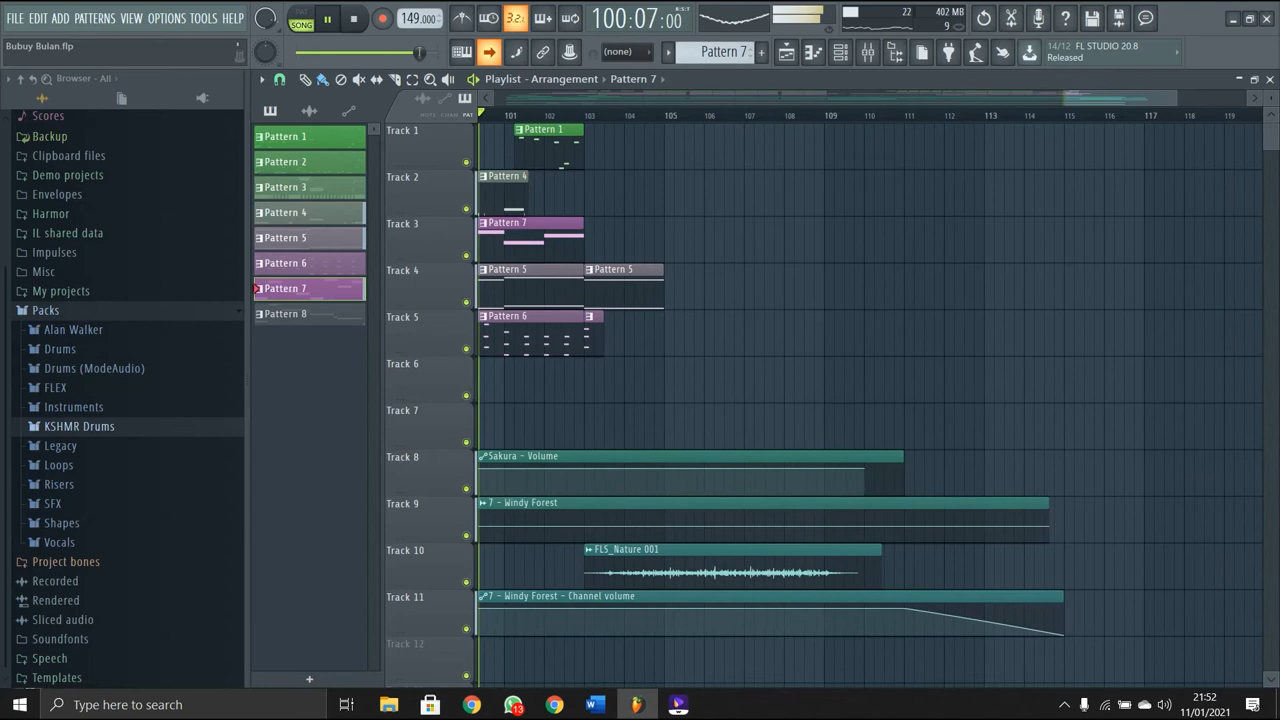 FILE EDIT ADD PATTERNS VIEW OPTIONS TOOLS HELP
SONG
149.000
3.2
100:07:00
B:S:T
22
402 MB
9
Bubuy Bulan.flp
(none)
Pattern 7
14/12 FL STUDIO 20.8
Released
Browser - All
Playlist - Arrangement
Pattern 7
NOTE CHAN PAT
101 102 103 104 105 106 107 108 109 110 111 112 113 114 115 116 117 118 119
Scores
Backup
Clipboard files
Demo projects
Envelopes
Harmor
IL shared data
Impulses
Misc
My projects
Packs
Alan Walker
Drums
Drums (ModeAudio)
FLEX
Instruments
KSHMR Drums
Legacy
Loops
Risers
SFX
Shapes
Vocals
Project bones
Recorded
Rendered
Sliced audio
Soundfonts
Speech
Templates
Pattern 1
Pattern 2
Pattern 3
Pattern 4
Pattern 5
Pattern 6
Pattern 7
Pattern 8
+
Track 1
Pattern 1
Track 2
Pattern 4
Track 3
Pattern 7
Track 4
Pattern 5
Pattern 5
Track 5
Pattern 6
Track 6
Track 7
Track 8
Sakura - Volume
Track 9
7 - Windy Forest
Track 10
FLS_Nature 001
Track 11
7 - Windy Forest - Channel volume
Track 12
Type here to search
13
21:52
11/01/2021